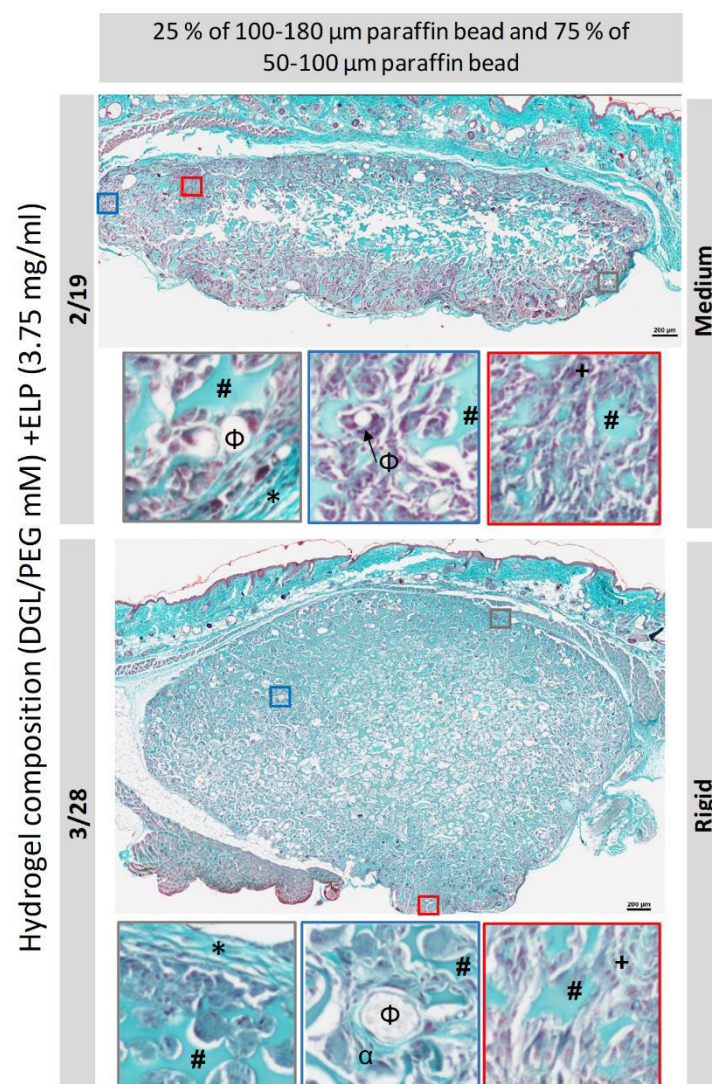 25 % of 100-180 µm paraffin bead and 75 % of
50-100 µm paraffin bead
Hydrogel composition (DGL/PEG mM) +ELP (3.75 mg/ml)
2/19
Medium
200 µm
#
Φ
*
#
Φ
+
#
3/28
Rigid
200 µm
*
#
#
Φ
α
+
#